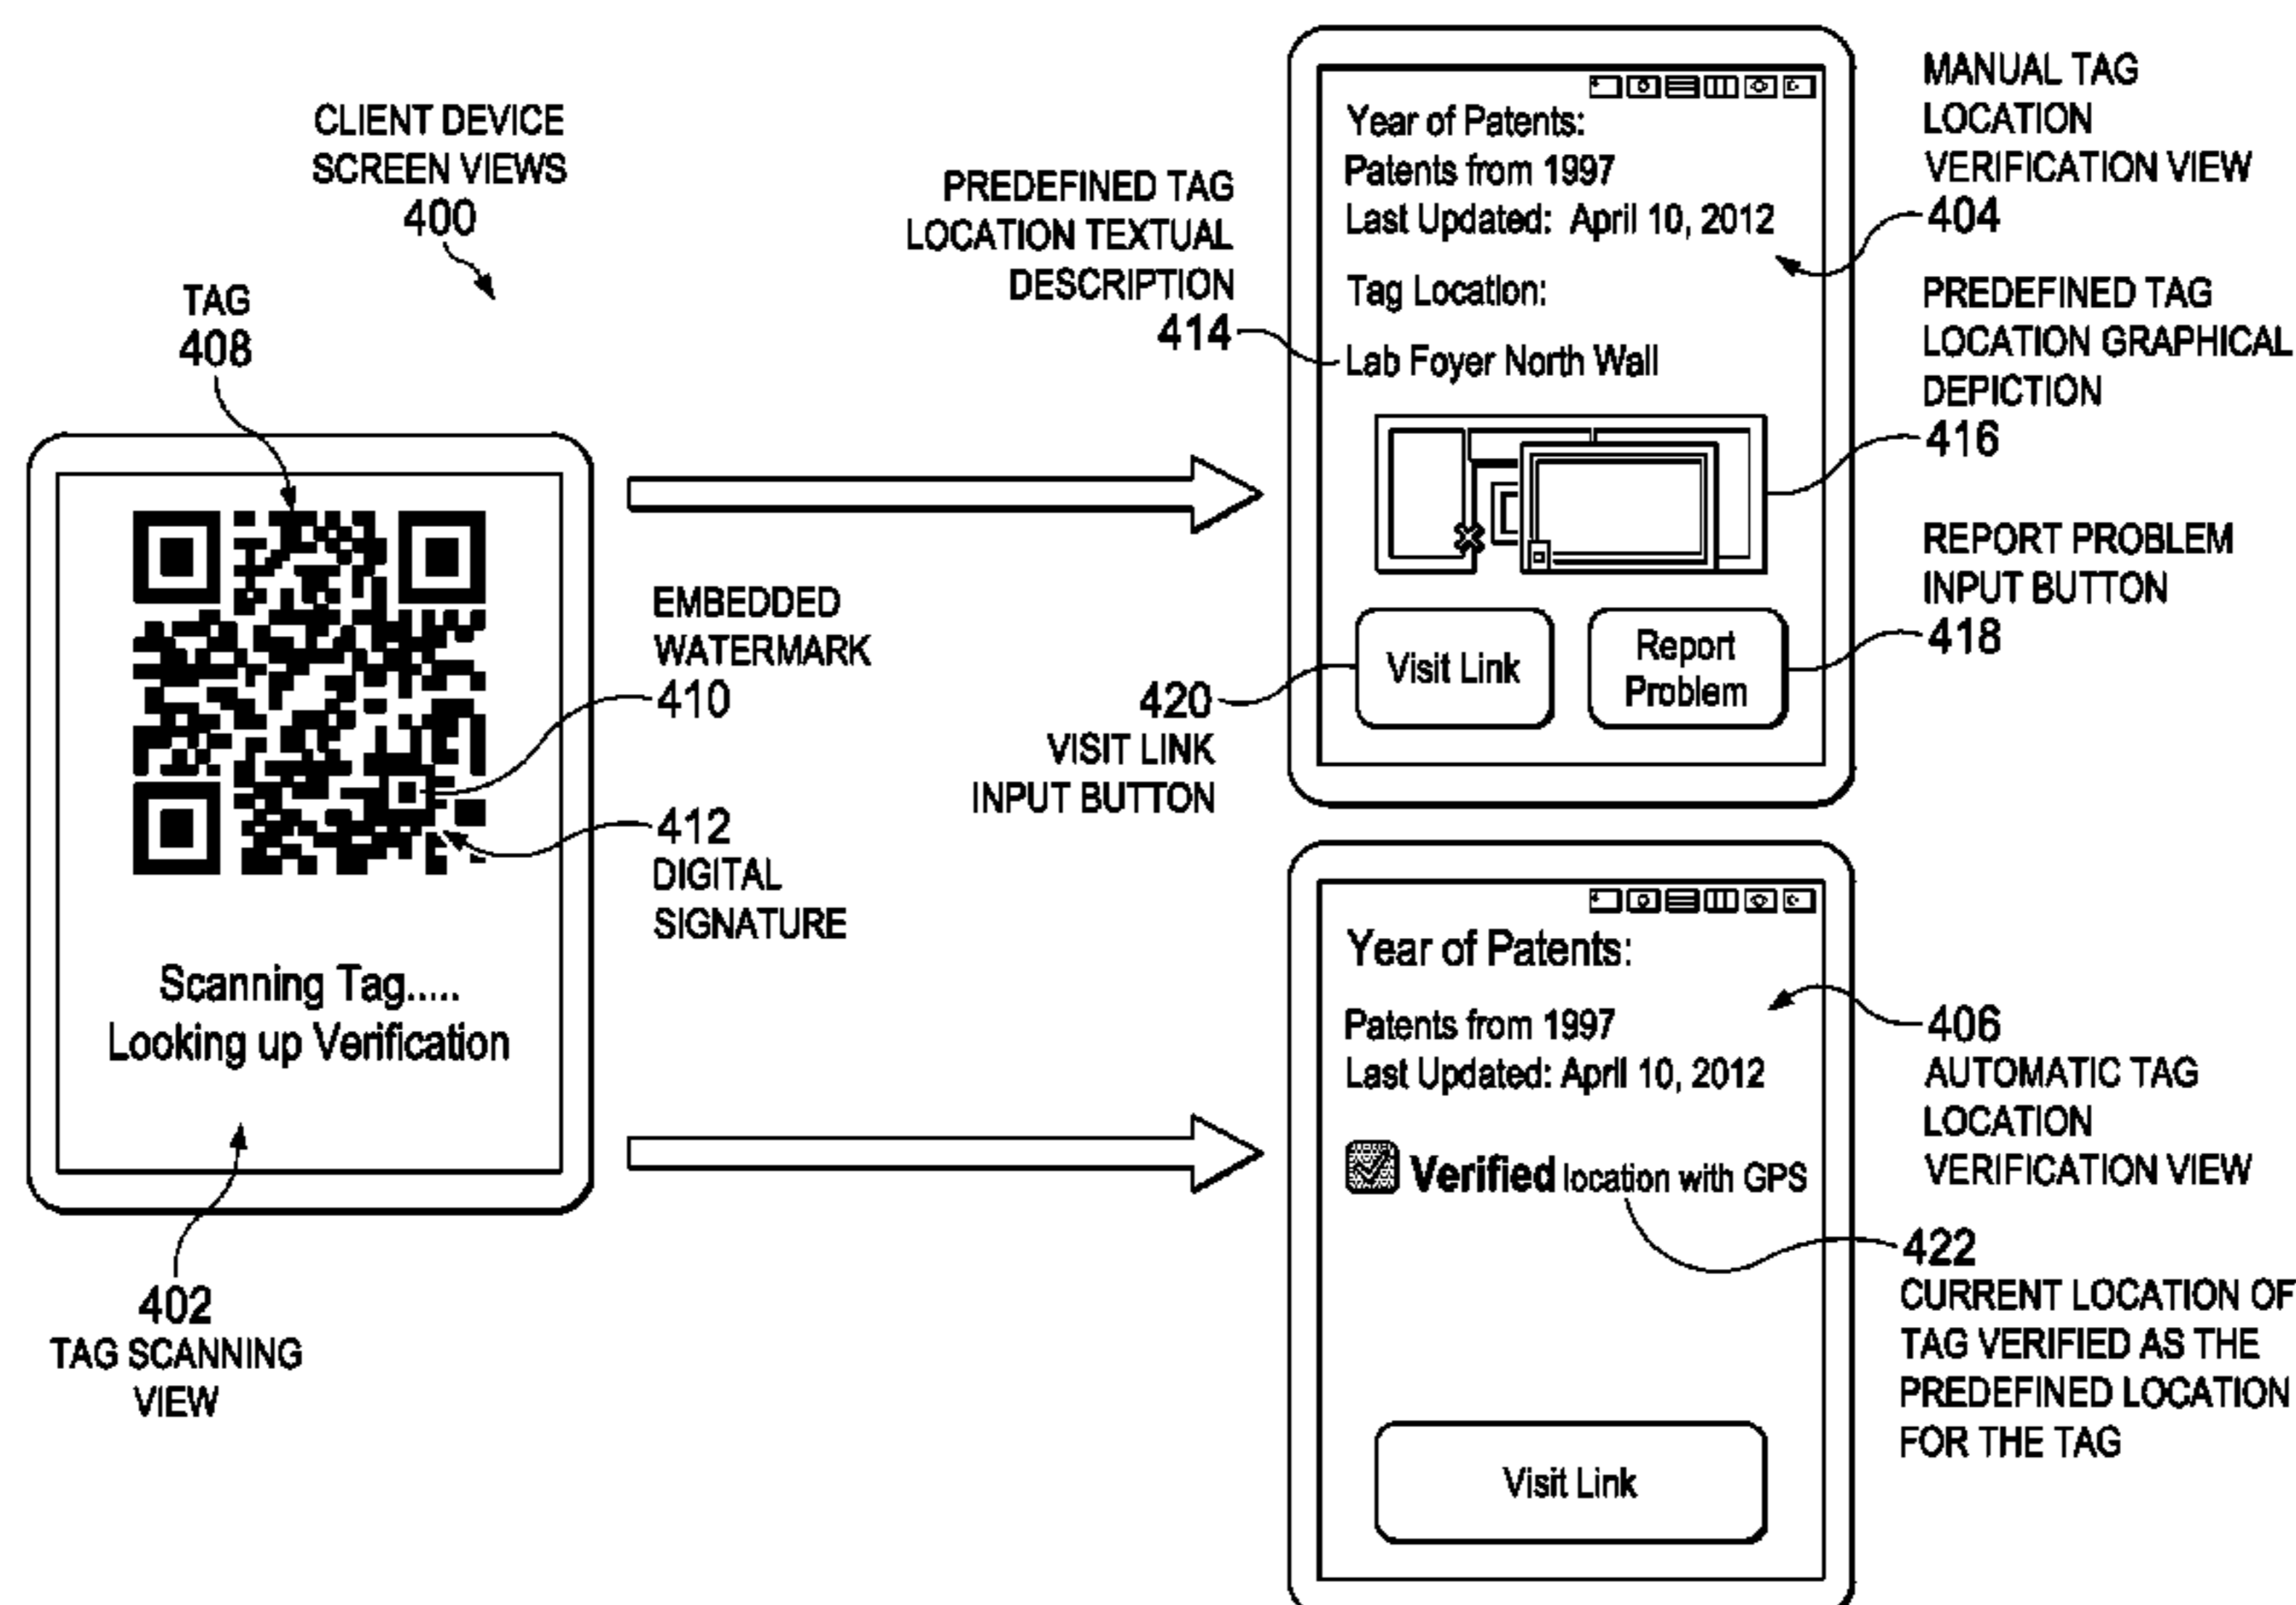 CLIENT DEVICE
SCREEN VIEWS
400
TAG
408
EMBEDDED
WATERMARK
410
412
DIGITAL
SIGNATURE
Scanning Tag.....
Looking up Verification
402
TAG SCANNING
VIEW
PREDEFINED TAG
LOCATION TEXTUAL
DESCRIPTION
414
420
VISIT LINK
INPUT BUTTON
Year of Patents:
Patents from 1997
Last Updated: April 10, 2012
Tag Location:
Lab Foyer North Wall
Visit Link
Report
Problem
MANUAL TAG
LOCATION
VERIFICATION VIEW
404
PREDEFINED TAG
LOCATION GRAPHICAL
DEPICTION
416
REPORT PROBLEM
INPUT BUTTON
418
Year of Patents:
Patents from 1997
Last Updated: April 10, 2012
Verified location with GPS
Visit Link
406
AUTOMATIC TAG
LOCATION
VERIFICATION VIEW
422
CURRENT LOCATION OF
TAG VERIFIED AS THE
PREDEFINED LOCATION
FOR THE TAG